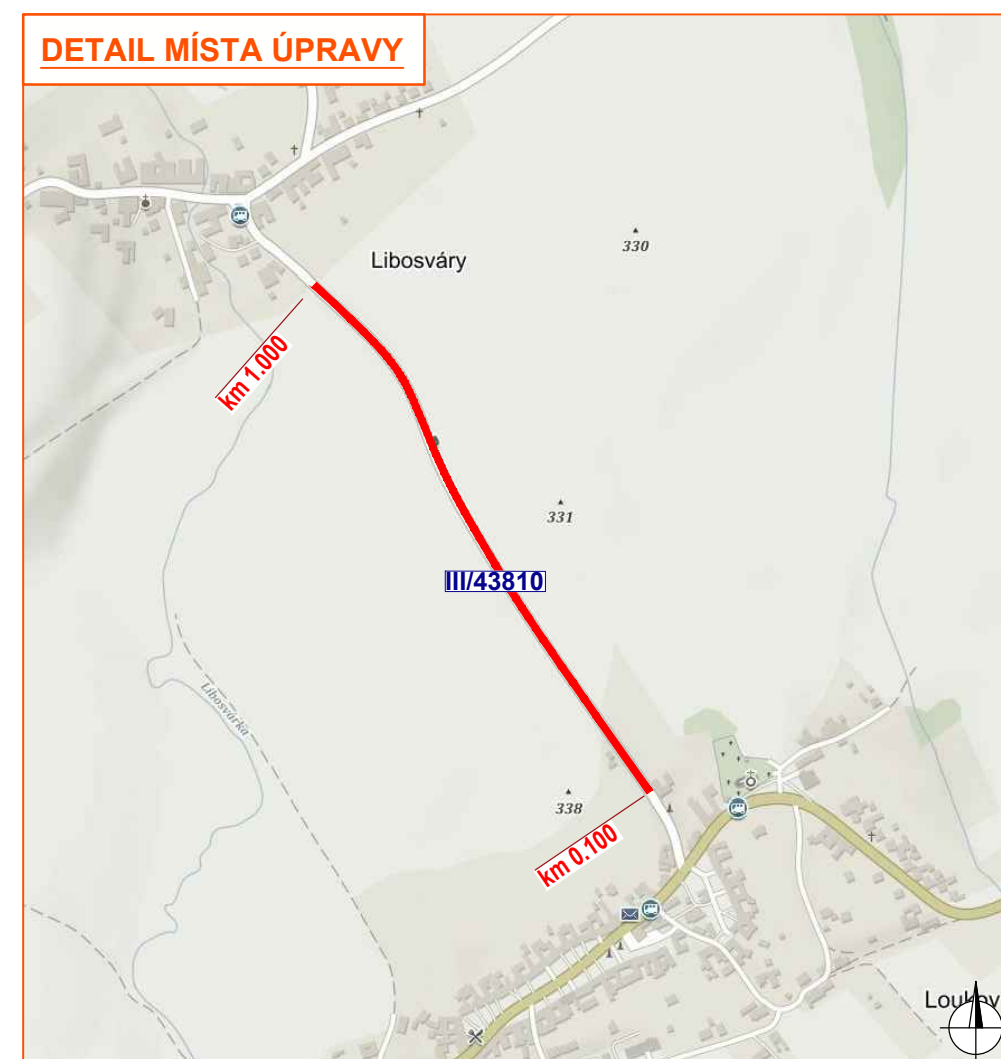 DETAIL MÍSTA ÚPRAVY
330
Libosváry
km 1.000
331
III/43810
Libosvárka
338
km 0.100
Loukov